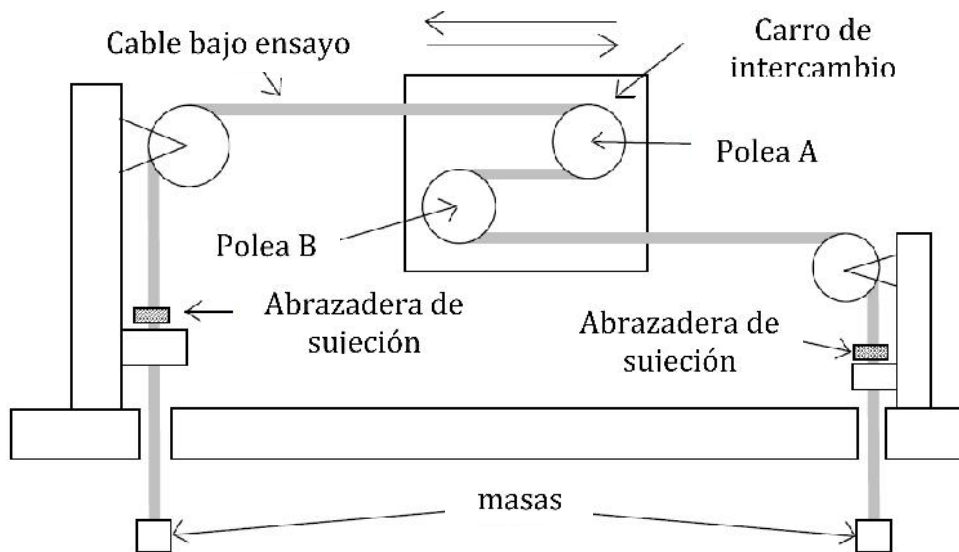 Cable bajo ensayo
Carro de
intercambio
Polea A
Polea B
Abrazadera de
sujeción
Abrazadera de
sujeción
masas